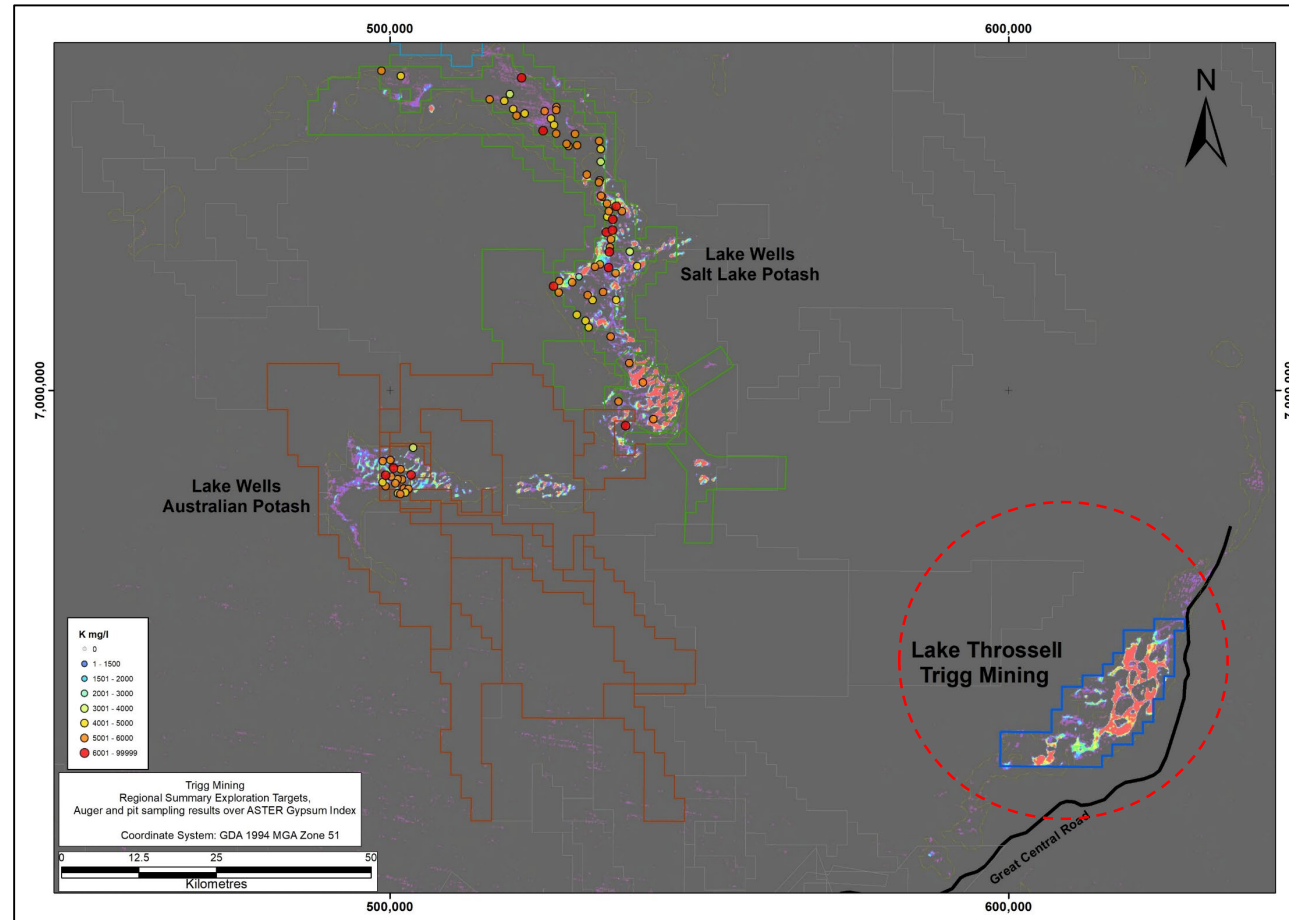 500,000
600,000
N
Lake Wells
Salt Lake Potash
7,000,000
7,000,000
Lake Wells
Australian Potash
Lake Throssell
Trigg Mining
Great Central Road
K mg/l
0
1 - 1500
1501 - 2000
2001 - 3000
3001 - 4000
4001 - 5000
5001 - 6000
6001 - 99999
Trigg Mining
Regional Summary Exploration Targets,
Auger and pit sampling results over ASTER Gypsum Index
Coordinate System: GDA 1994 MGA Zone 51
0 12.5 25 50
Kilometres
500,000
600,000